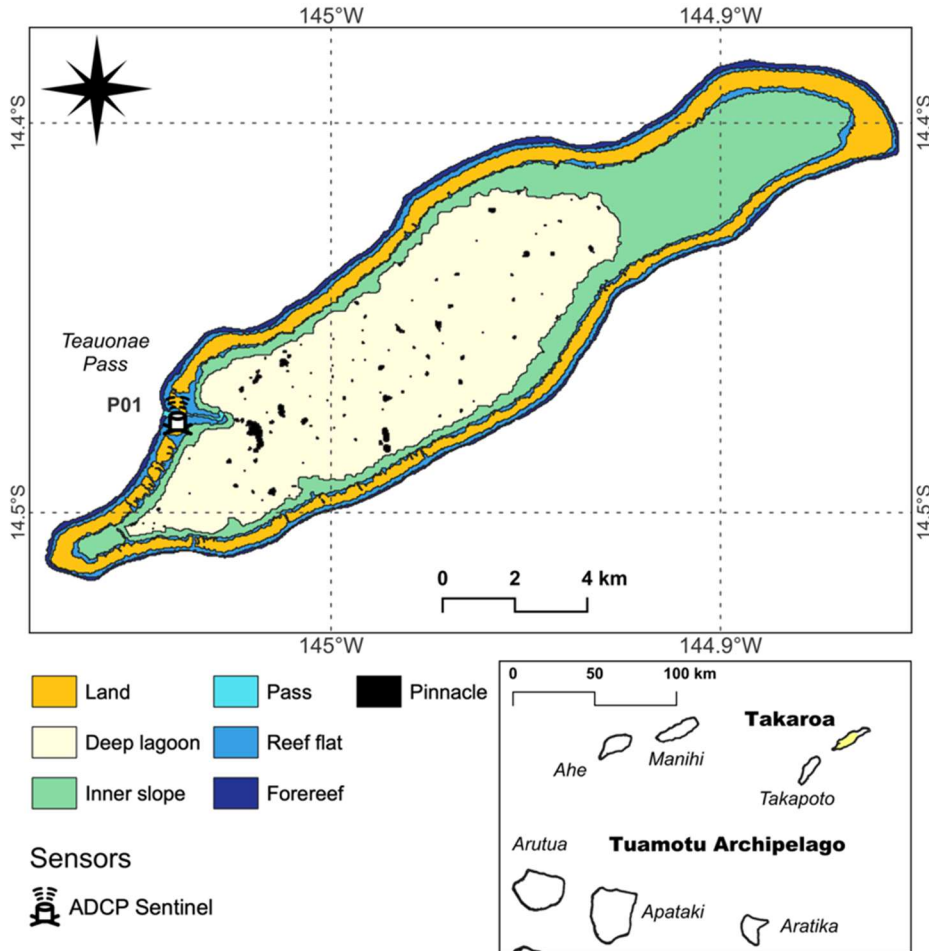 145°W
144.9°W
14.4°S
14.4°S
Teauonae
Pass
P01
14.5°S
14.5°S
0 2 4 km
145°W
144.9°W
Land
Pass
Pinnacle
Deep lagoon
Reef flat
Inner slope
Forereef
Sensors
ADCP Sentinel
0 50 100 km
Takaroa
Ahe
Manihi
Takapoto
Arutua
Tuamotu Archipelago
Apataki
Aratika